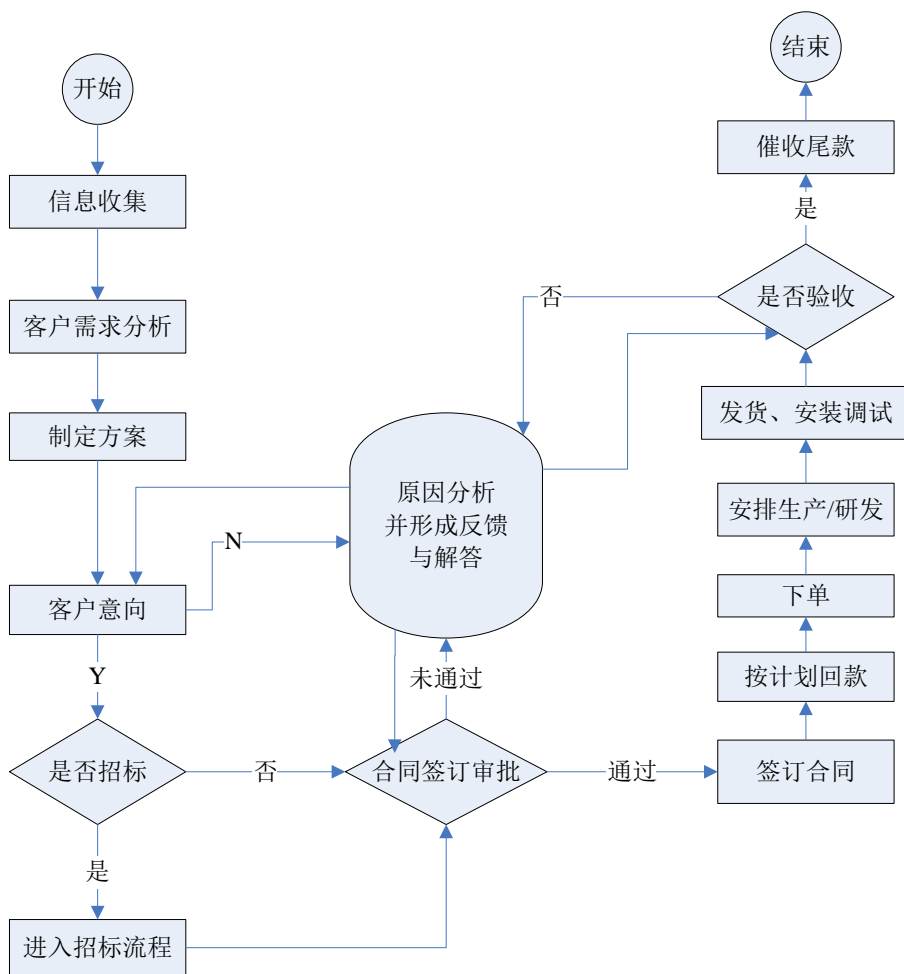 开始
信息收集
客户需求分析
制定方案
客户意向
N
Y
是否招标
否
是
进入招标流程
原因分析
并形成反馈
与解答
未通过
合同签订审批
通过
签订合同
按计划回款
下单
安排生产/研发
发货、安装调试
是否验收
否
是
催收尾款
结束